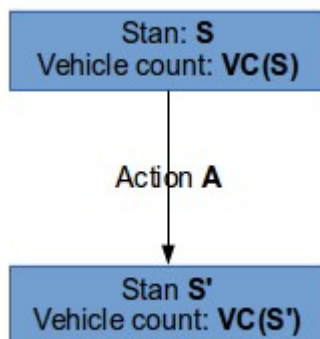 Stan: S
Vehicle count: VC(S)
Action A
Stan S'
Vehicle count: VC(S')